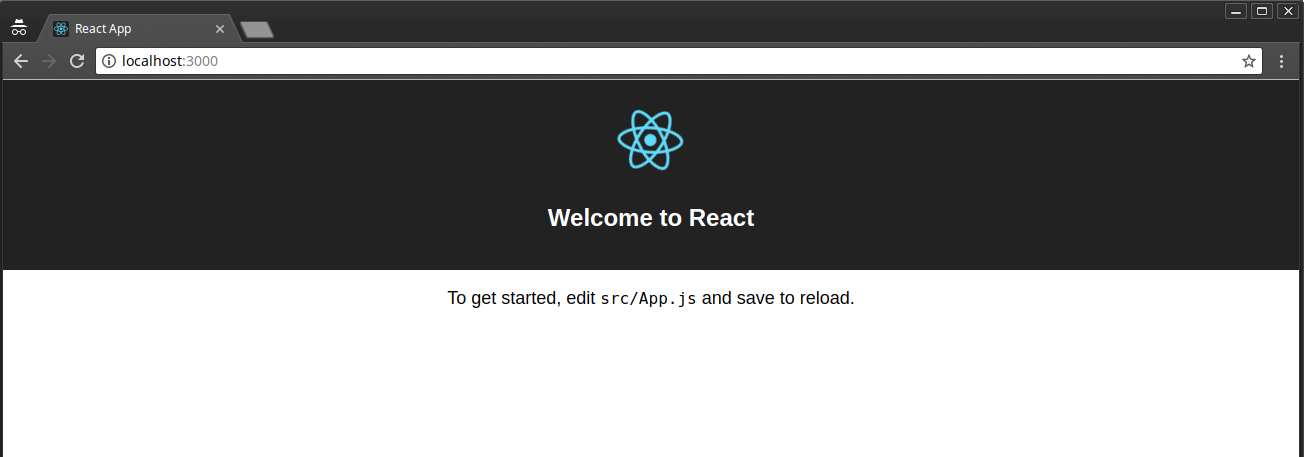 React App
localhost:3000
Welcome to React
To get started, edit src/App.js and save to reload.